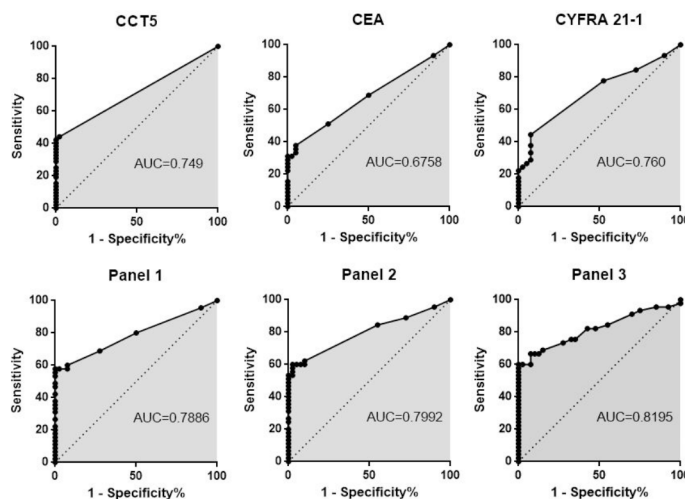 CCT5
CEA
CYFRA 21-1
100
80
60
40
20
0
Sensitivity
AUC=0.749
0
50
100
1 - Specificity%
100
80
60
40
20
0
Sensitivity
AUC=0.6758
0
50
100
1 - Specificity%
100
80
60
40
20
0
Sensitivity
AUC=0.760
0
50
100
1 - Specificity%
Panel 1
Panel 2
Panel 3
100
80
60
40
20
0
Sensitivity
AUC=0.7886
0
50
100
1 - Specificity%
100
80
60
40
20
0
Sensitivity
AUC=0.7992
0
50
100
1 - Specificity%
100
80
60
40
20
0
Sensitivity
AUC=0.8195
0
50
100
1 - Specificity%